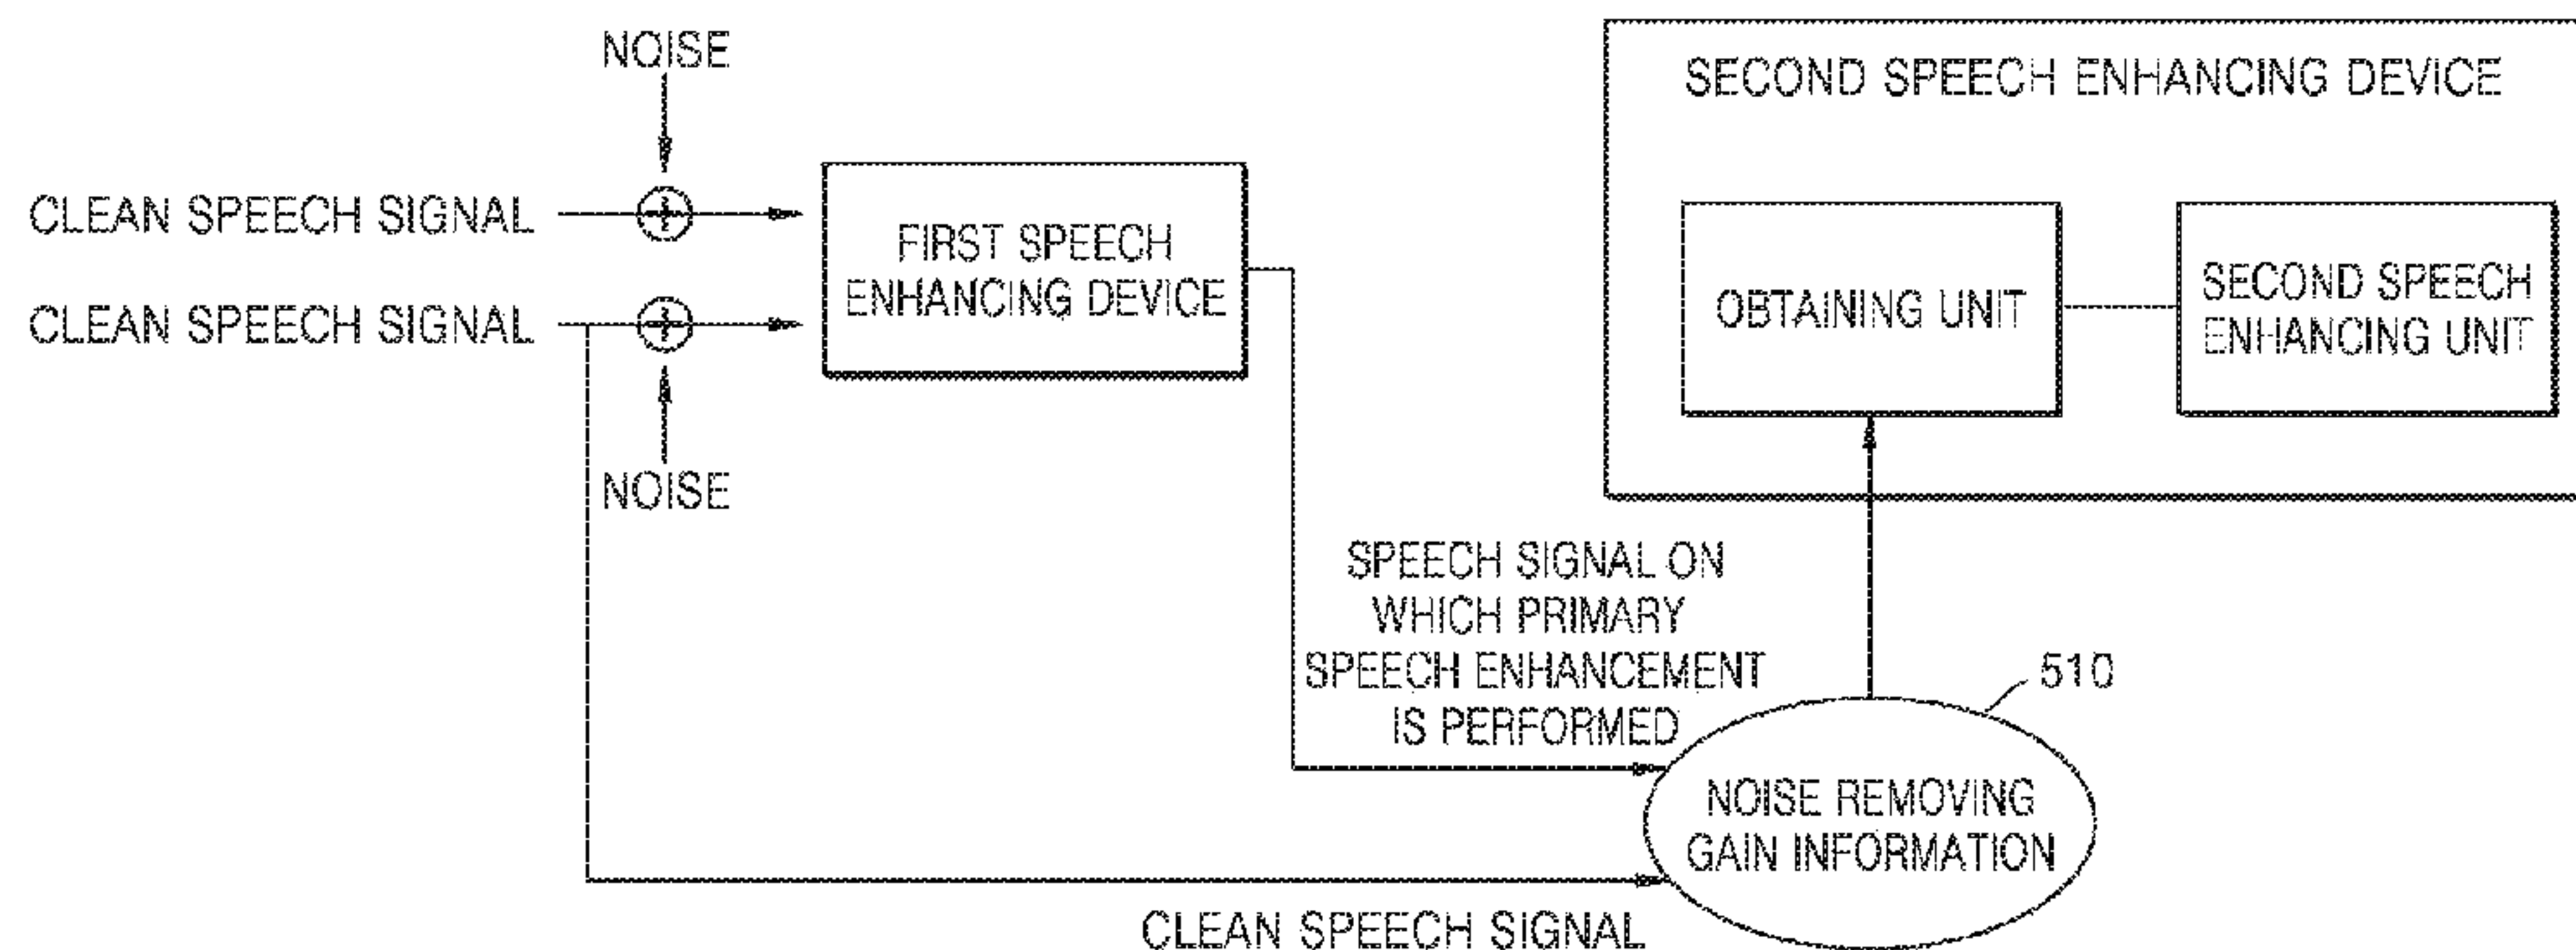 NOISE
SECOND SPEECH ENHANCING DEVICE
CLEAN SPEECH SIGNAL
FIRST SPEECH
ENHANCING DEVICE
OBTAINING UNIT
SECOND SPEECH
ENHANCING UNIT
CLEAN SPEECH SIGNAL
NOISE
SPEECH SIGNAL ON
WHICH PRIMARY
SPEECH ENHANCEMENT
IS PERFORMED
510
NOISE REMOVING
GAIN INFORMATION
CLEAN SPEECH SIGNAL